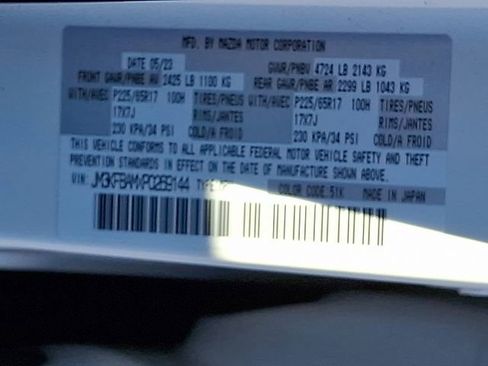 MFD. BY MAZDA MOTOR CORPORATION
DATE 05/23 GVWR/PNBV 4724 LB 2143 KG
FRONT GAWR/PNBE AV 2425 LB 1100 KG REAR GAWR/PNBE AR 2299 LB 1043 KG
WITH/AVEC P225/65R17 100H TIRES/PNEUS WITH/AVEC P225/65R17 100H TIRES/PNEUS
17X7J RIMS/JANTES 17X7J RIMS/JANTES
230 KPA/34 PSI COLD/A FROID 230 KPA/34 PSI COLD/A FROID
THIS VEHICLE CONFORMS TO ALL APPLICABLE FEDERAL MOTOR VEHICLE SAFETY AND THEFT
PREVENTION STANDARDS IN EFFECT ON THE DATE OF MANUFACTURE SHOWN ABOVE.
VIN: TYPE COLOR CODE:51K MADE IN JAPAN